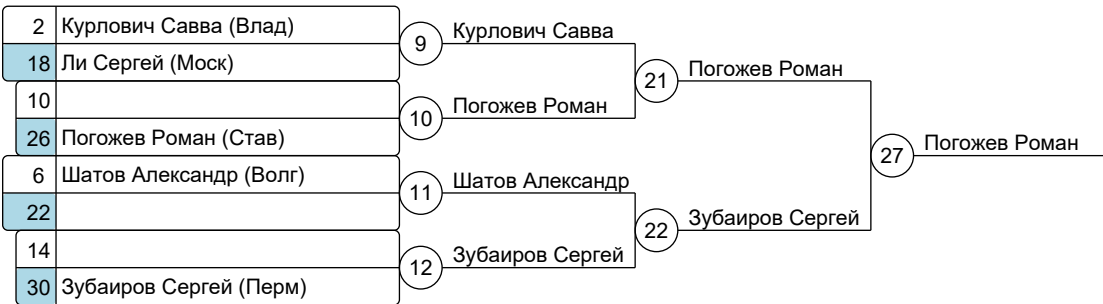 2 Курлович Савва (Влад)
18 Ли Сергей (Моск)
10
26 Погожев Роман (Став)
6 Шатов Александр (Волг)
22
14
30 Зубаиров Сергей (Перм)
9 Курлович Савва
10 Погожев Роман
11 Шатов Александр
12 Зубаиров Сергей
21 Погожев Роман
22 Зубаиров Сергей
27 Погожев Роман